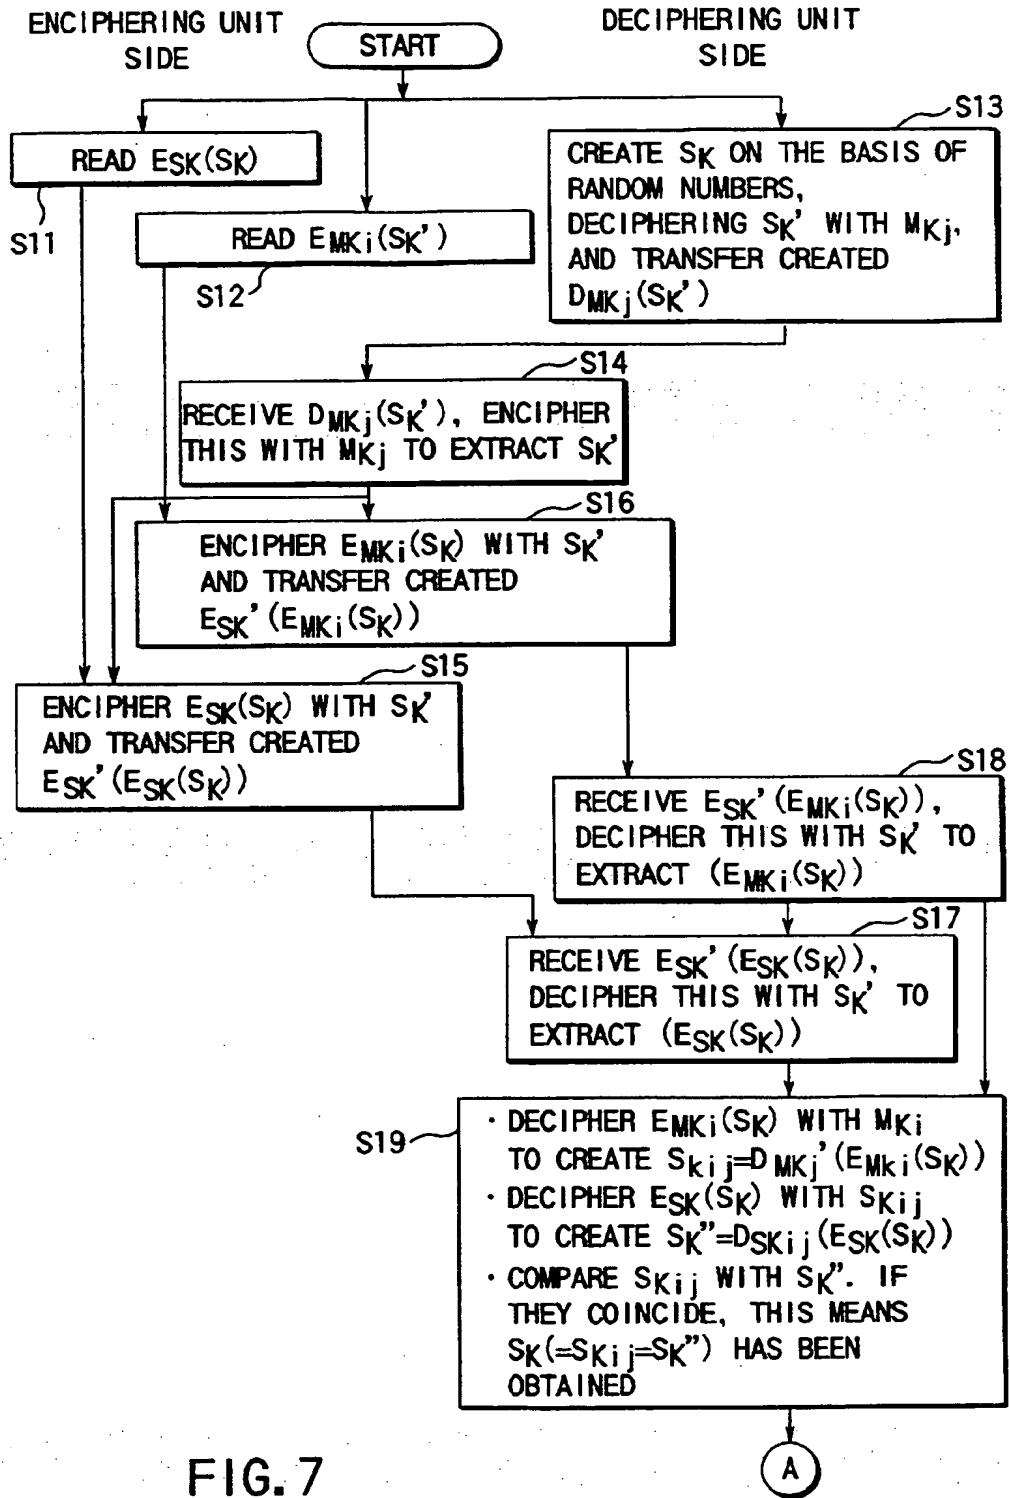 ENCIPHERING UNIT
SIDE
START
DECIPHERING UNIT
SIDE
S13
READ ESK(SK)
S11
READ EMKi(SK')
S12
CREATE SK ON THE BASIS OF
RANDOM NUMBERS,
DECIPHERING SK' WITH MKj,
AND TRANSFER CREATED
DMKj(SK')
S14
RECEIVE DMKj(SK'), ENCIPHER
THIS WITH MKj TO EXTRACT SK'
S16
ENCIPHER EMKi(SK) WITH SK'
AND TRANSFER CREATED
ESK'(EMKi(SK))
S15
ENCIPHER ESK(SK) WITH SK'
AND TRANSFER CREATED
ESK'(ESK(SK))
S18
RECEIVE ESK'(EMKi(SK)),
DECIPHER THIS WITH SK' TO
EXTRACT (EMKi(SK))
S17
RECEIVE ESK'(ESK(SK)),
DECIPHER THIS WITH SK' TO
EXTRACT (ESK(SK))
S19
· DECIPHER EMKi(SK) WITH MKi
TO CREATE Skij=DMKj'(EMki(SK))
· DECIPHER ESK(SK) WITH SKij
TO CREATE SK"=DSKij(ESK(SK))
· COMPARE SKij WITH SK". IF
THEY COINCIDE, THIS MEANS
SK(=SKij=SK") HAS BEEN
OBTAINED
A
FIG. 7